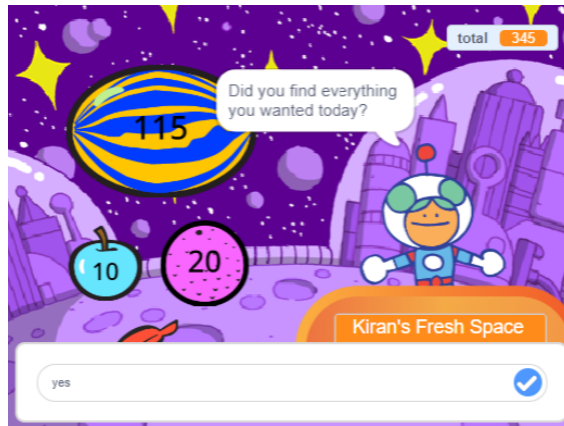 total 345
115
Did you find everything
you wanted today?
10
20
Kiran's Fresh Space
yes